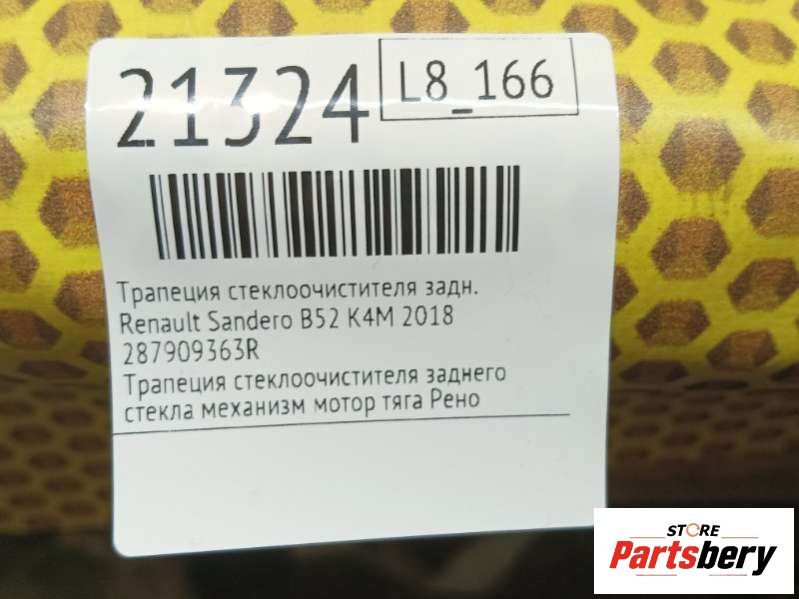 21324
L8_166
Трапеция стеклоочистителя задн.
Renault Sandero B52 K4M 2018
287909363R
Трапеция стеклоочистителя заднего
стекла механизм мотор тяга Рено
STORE
Partsbery